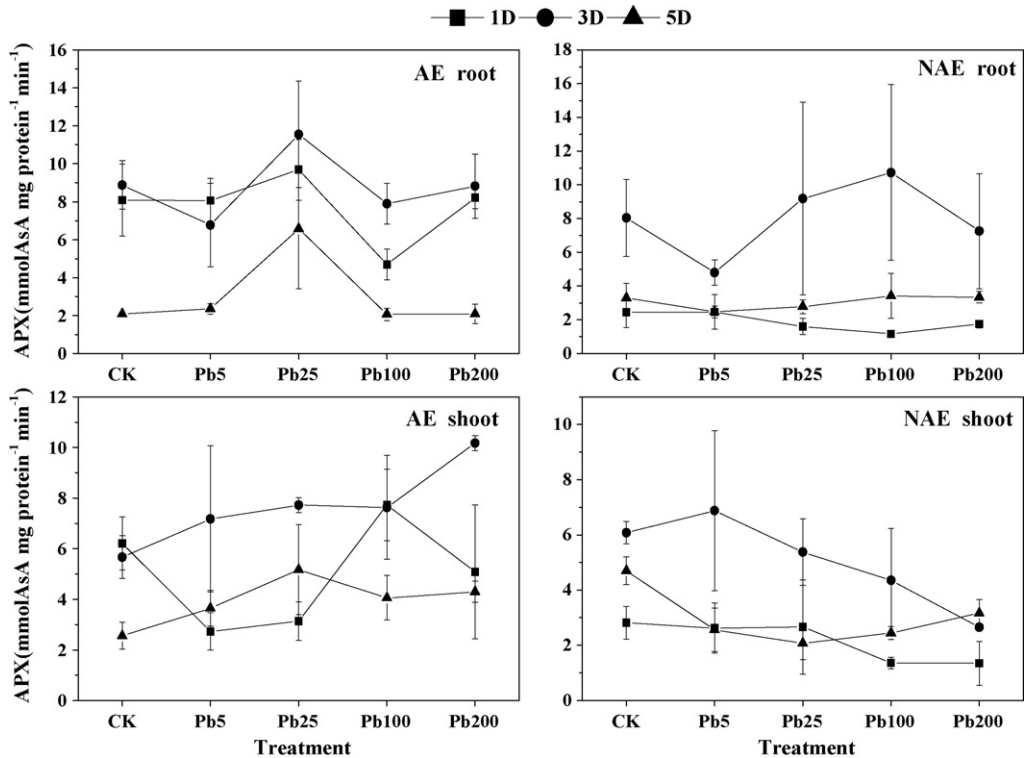 1D 3D 5D
AE root
APX(mmolAsA mg protein⁻¹ min⁻¹)
16
14
12
10
8
6
4
2
0
CK Pb5 Pb25 Pb100 Pb200
NAE root
18
16
14
12
10
8
6
4
2
0
CK Pb5 Pb25 Pb100 Pb200
AE shoot
APX(mmolAsA mg protein⁻¹ min⁻¹)
12
10
8
6
4
2
0
CK Pb5 Pb25 Pb100 Pb200
Treatment
NAE shoot
10
8
6
4
2
0
CK Pb5 Pb25 Pb100 Pb200
Treatment